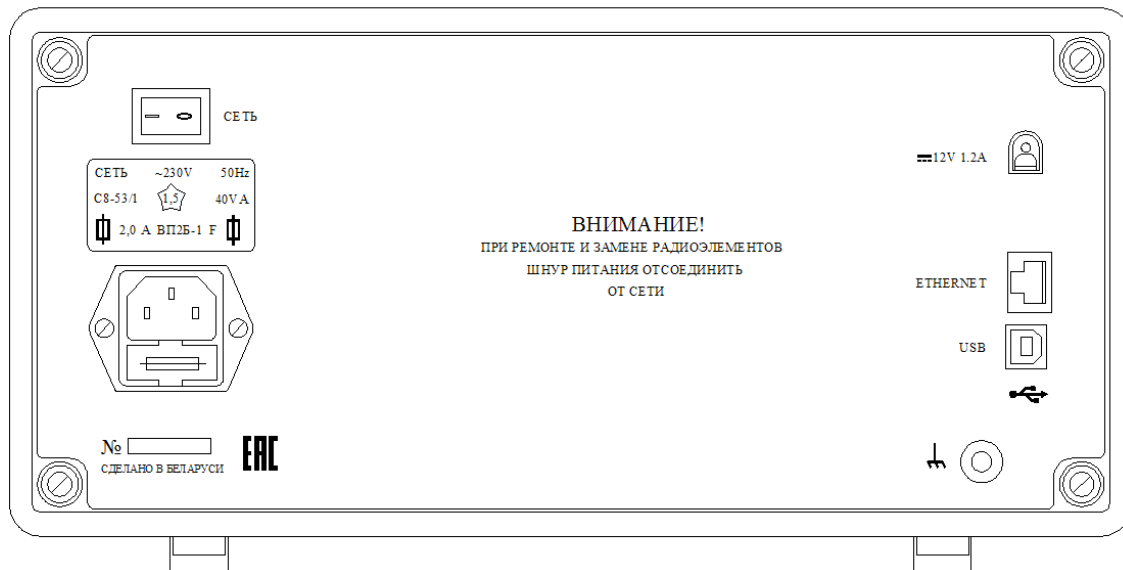 СЕТЬ
СЕТЬ ~230V 50Hz
С8-53/1 1,5 40VA
2,0 А ВП2Б-1 F
№
СДЕЛАНО В БЕЛАРУСИ
EAC
ВНИМАНИЕ!
ПРИ РЕМОНТЕ И ЗАМЕНЕ РАДИОЭЛЕМЕНТОВ
ШНУР ПИТАНИЯ ОТСОЕДИНИТЬ
ОТ СЕТИ
12V 1.2A
ETHERNET
USB